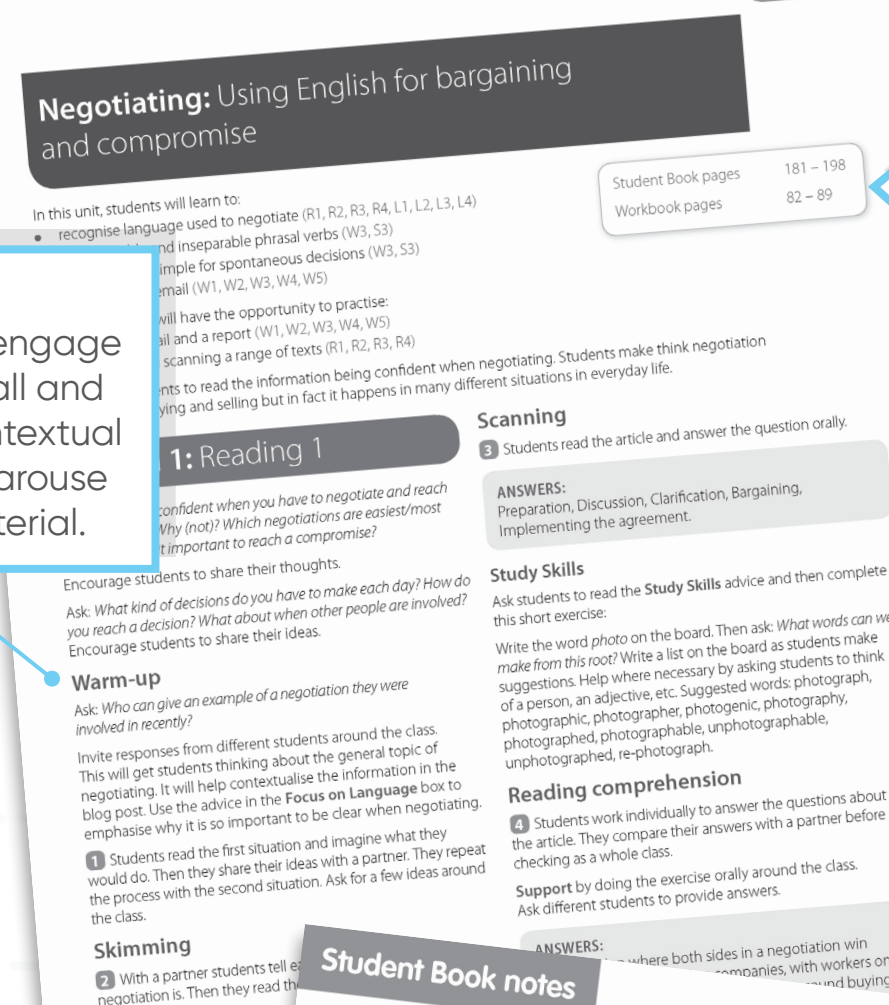 Negotiating: Using English for bargaining
and compromise
Student Book pages 181 – 198
Workbook pages 82 – 89
In this unit, students will learn to:
• recognise language used to negotiate (R1, R2, R3, R4, L1, L2, L3, L4)
inseparable phrasal verbs (W3, S3)
for spontaneous decisions (W3, S3)
(W1, W2, W3, W4, W5)
will have the opportunity to practise:
and a report (W1, W2, W3, W4, W5)
scanning a range of texts (R1, R2, R3, R4)
to read the information being confident when negotiating. Students make think negotiation
and selling but in fact it happens in many different situations in everyday life.
engage
and
arouse
1: Reading 1
confident when you have to negotiate and reach
(not)? Which negotiations are easiest/most
important to reach a compromise?
Encourage students to share their thoughts.
Ask: What kind of decisions do you have to make each day? How do
you reach a decision? What about when other people are involved?
Encourage students to share their ideas.
Warm-up
Ask: Who can give an example of a negotiation they were
involved in recently?
Invite responses from different students around the class.
This will get students thinking about the general topic of
negotiating. It will help contextualise the information in the
blog post. Use the advice in the Focus on Language box to
emphasise why it is so important to be clear when negotiating.
1 Students read the first situation and imagine what they
would do. Then they share their ideas with a partner. They repeat
the process with the second situation. Ask for a few ideas around
the class.
Skimming
2 With a partner students tell
negotiation is. Then they read
Scanning
3 Students read the article and answer the question orally.
ANSWERS:
Preparation, Discussion, Clarification, Bargaining,
Implementing the agreement.
Study Skills
Ask students to read the Study Skills advice and then complete
this short exercise:
Write the word photo on the board. Then ask: What words can
make from this root? Write a list on the board as students make
suggestions. Help where necessary by asking students to think
of a person, an adjective, etc. Suggested words: photograph,
photographic, photographer, photogenic, photography,
photographed, photographable, unphotographable,
unphotographed, re-photograph.
Reading comprehension
4 Students work individually to answer the questions about
the article. They compare their answers with a partner before
checking as a whole class.
Support by doing the exercise orally around the class.
Ask different students to provide answers.
ANSWERS:
where both sides in a negotiation win
with workers
buying
Student Book notes